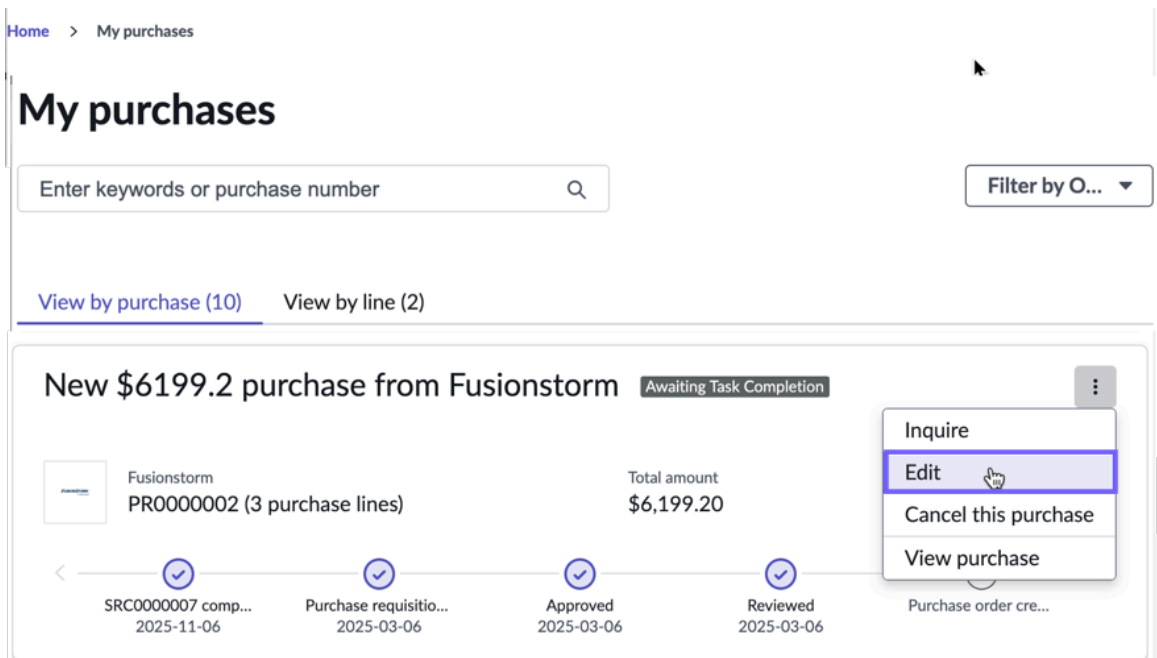 Home > My purchases
My purchases
Enter keywords or purchase number
Filter by O...
View by purchase (10) View by line (2)
New $6199.2 purchase from Fusionstorm Awaiting Task Completion
Inquire
Edit
Cancel this purchase
View purchase
Fusionstorm
PR0000002 (3 purchase lines)
Total amount
$6,199.20
SRC0000007 comp...
2025-11-06
Purchase requisitio...
2025-03-06
Approved
2025-03-06
Reviewed
2025-03-06
Purchase order cre...